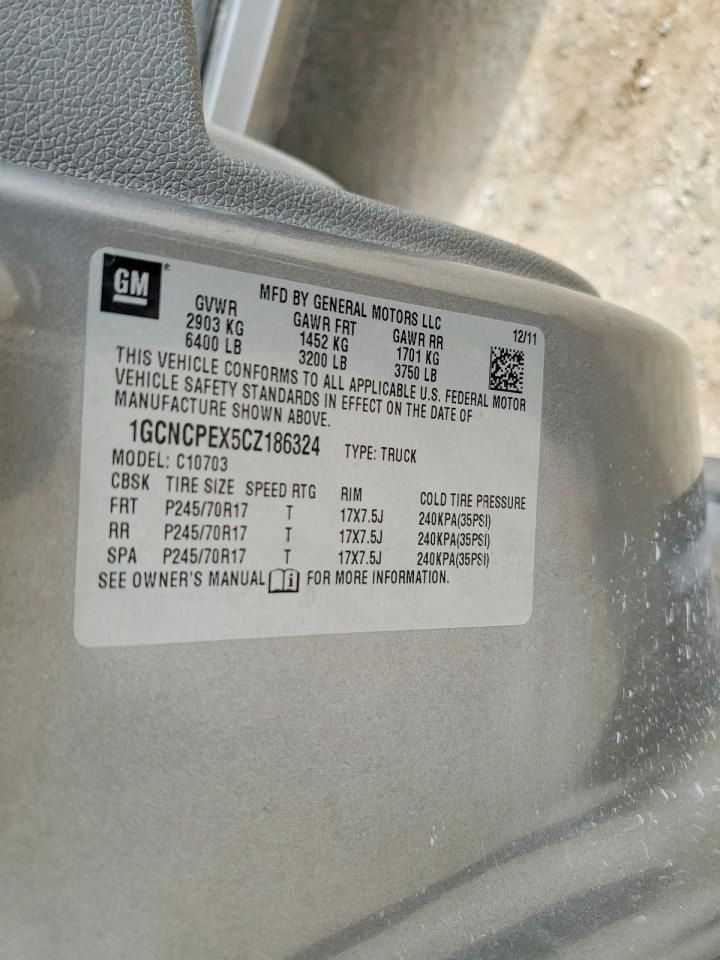 GM
MFD BY GENERAL MOTORS LLC
12/11
GVWR GAWR FRT GAWR RR
2903 KG 1452 KG 1701 KG
6400 LB 3200 LB 3750 LB
THIS VEHICLE CONFORMS TO ALL APPLICABLE U.S. FEDERAL MOTOR
VEHICLE SAFETY STANDARDS IN EFFECT ON THE DATE OF
MANUFACTURE SHOWN ABOVE.
1GCNCPEX5CZ186324 TYPE: TRUCK
MODEL: C10703
CBSK TIRE SIZE SPEED RTG RIM COLD TIRE PRESSURE
FRT P245/70R17 T 17X7.5J 240KPA(35PSI)
RR P245/70R17 T 17X7.5J 240KPA(35PSI)
SPA P245/70R17 T 17X7.5J 240KPA(35PSI)
SEE OWNER'S MANUAL FOR MORE INFORMATION.